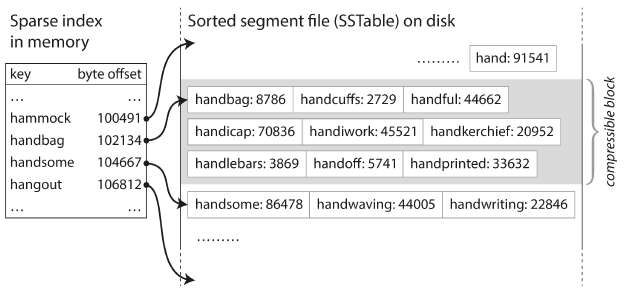 Sparse index
in memory
key byte offset
... ...
hammock 100491
handbag 102134
handsome 104667
hangout 106812
... ...
Sorted segment file (SSTable) on disk
......... hand: 91541
handbag: 8786 handcuffs: 2729 handful: 44662
handicap: 70836 handiwork: 45521 handkerchief: 20952
handlebars: 3869 handoff: 5741 handprinted: 33632
handsome: 86478 handwaving: 44005 handwriting: 22846
.........
compressible block